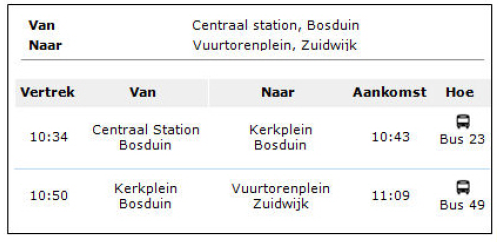 Van Centraal station, Bosduin
Naar Vuurtorenplein, Zuidwijk
Vertrek Van Naar Aankomst Hoe
10:34 Centraal Station Bosduin Kerkplein Bosduin 10:43 Bus 23
10:50 Kerkplein Bosduin Vuurtorenplein Zuidwijk 11:09 Bus 49